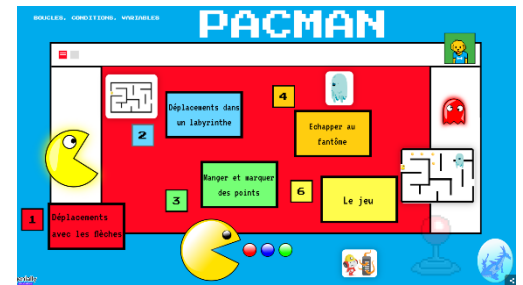 BOUCLES, CONDITIONS, VARIABLES
PACMAN
4
Déplacements dans
un labyrinthe
2
Echapper au
fantôme
Manger et marquer
des points
3
6
Le jeu
1
Déplacements
avec les flèches